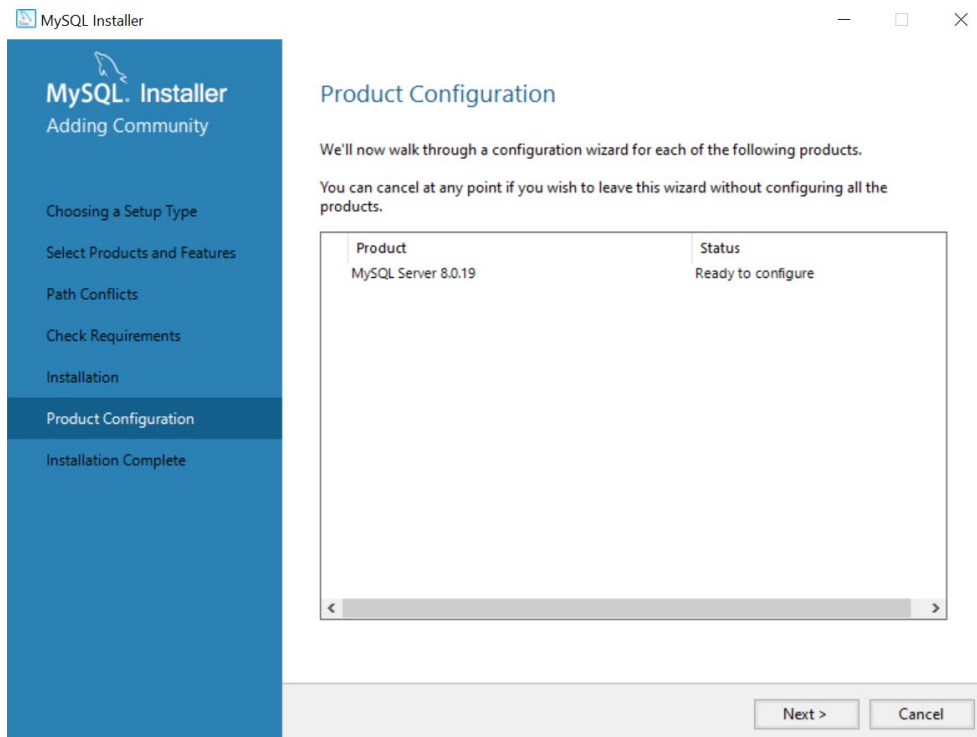 MySQL Installer
MySQL. Installer
Adding Community
Choosing a Setup Type
Select Products and Features
Path Conflicts
Check Requirements
Installation
Product Configuration
Installation Complete
Product Configuration
We'll now walk through a configuration wizard for each of the following products.
You can cancel at any point if you wish to leave this wizard without configuring all the
products.
Product Status
MySQL Server 8.0.19 Ready to configure
Next > Cancel